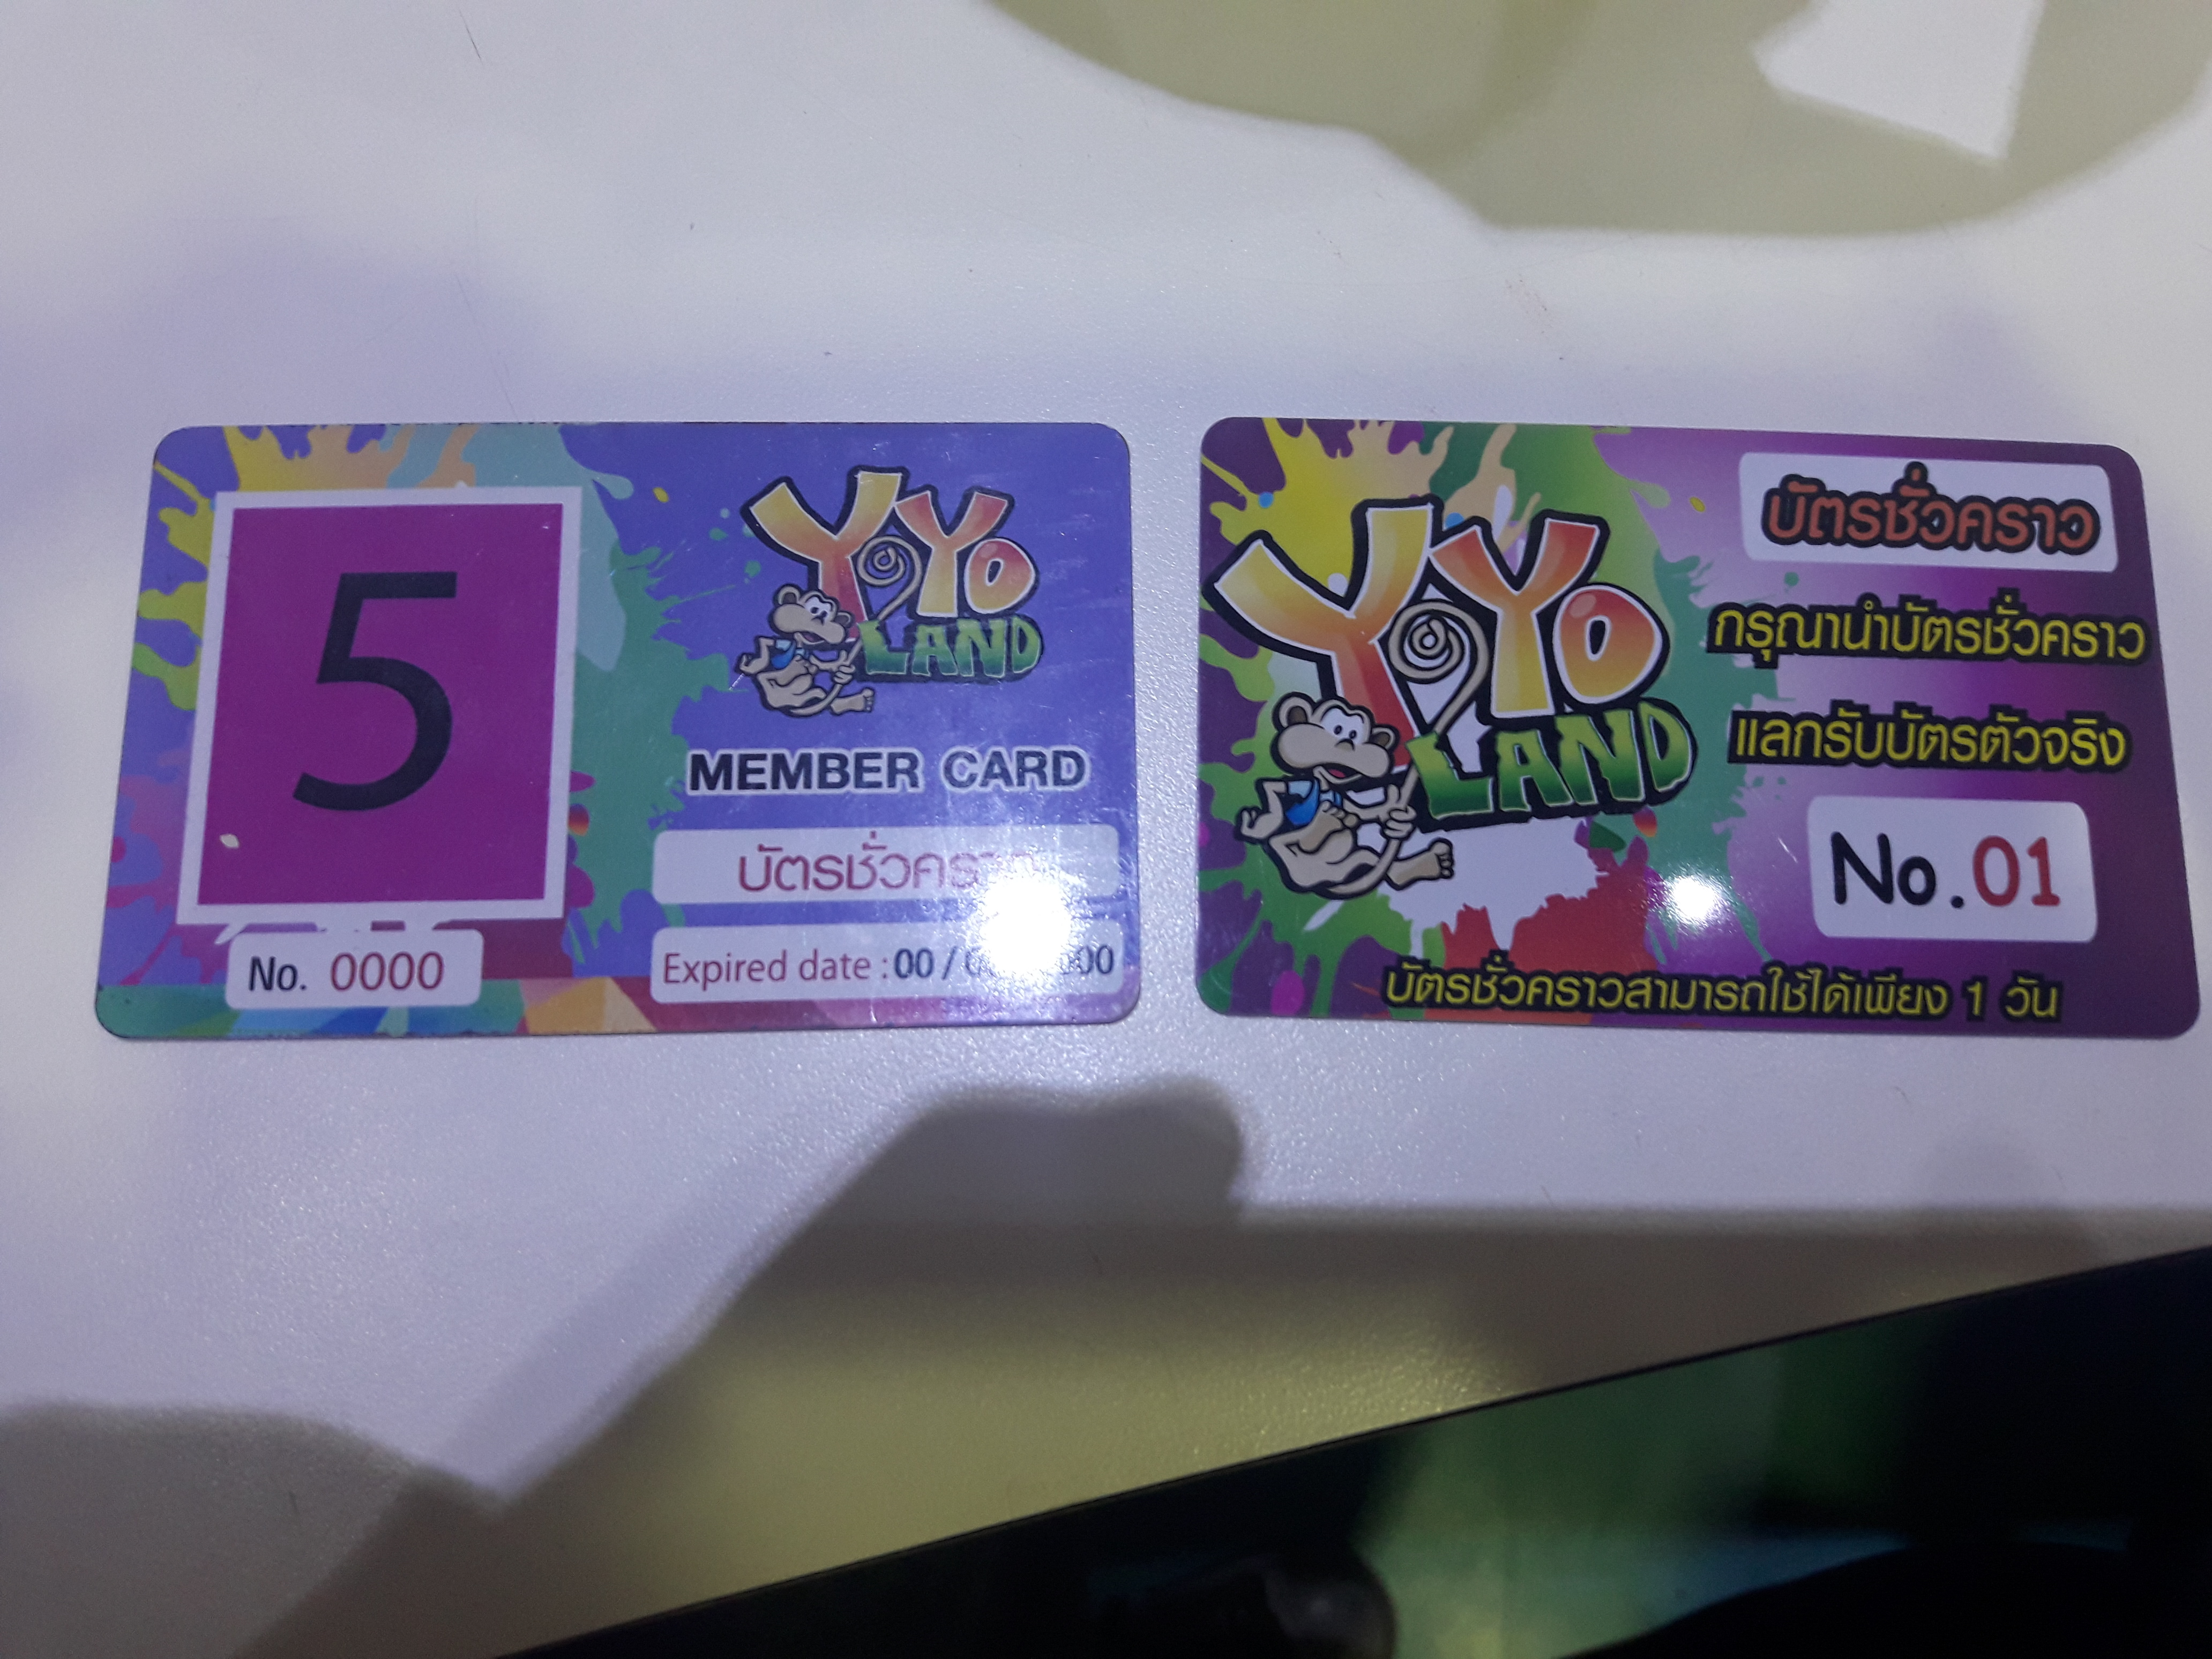 5
No. 0000
YOYO
LAND
MEMBER CARD
บัตรชั่วคราว
Expired date : 00 /
YOYO
LAND
บัตรชั่วคราว
กรุณานำบัตรชั่วคราว
แลกรับบัตรตัวจริง
No. 01
บัตรชั่วคราวสามารถใช้ได้เพียง 1 วัน